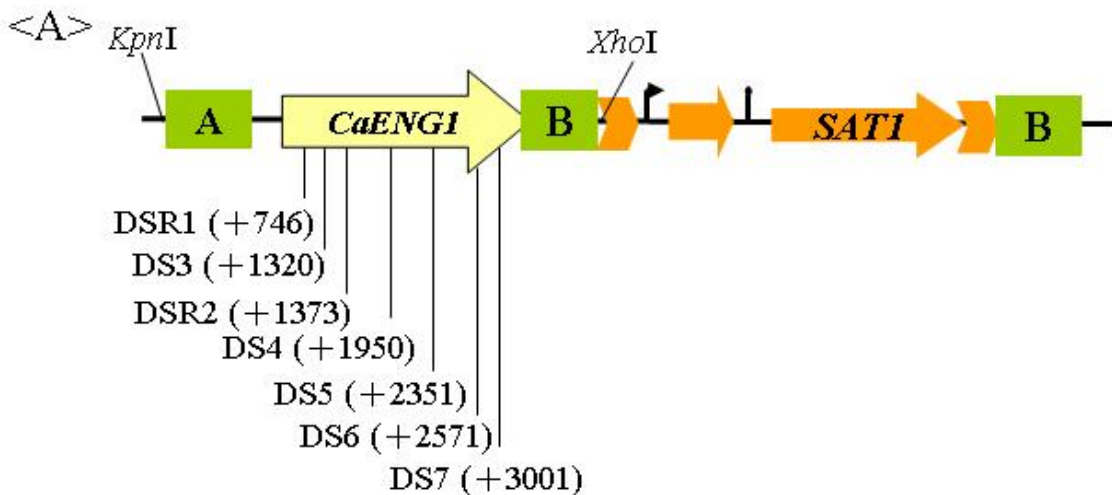 <A>
KpnI
XhoI
A
CaENG1
B
SAT1
B
DSR1 (+746)
DS3 (+1320)
DSR2 (+1373)
DS4 (+1950)
DS5 (+2351)
DS6 (+2571)
DS7 (+3001)